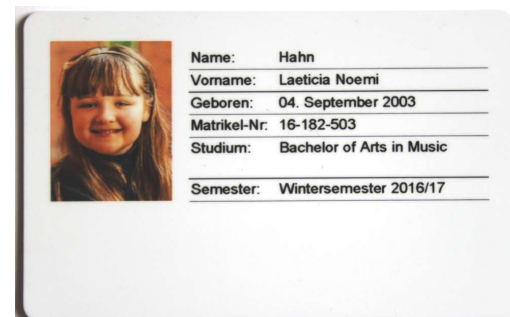 Name: Hahn
Vorname: Laeticia Noemi
Geboren: 04. September 2003
Matrikel-Nr: 16-182-503
Studium: Bachelor of Arts in Music
Semester: Wintersemester 2016/17